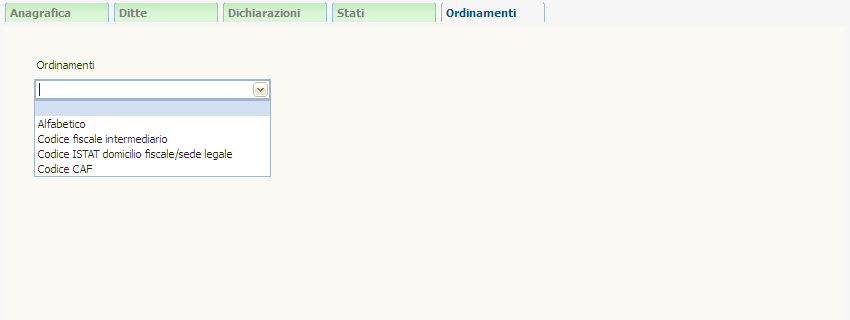 Anagrafica Ditte Dichiarazioni Stati Ordinamenti
Ordinamenti
Alfabetico
Codice fiscale intermediario
Codice ISTAT domicilio fiscale/sede legale
Codice CAF